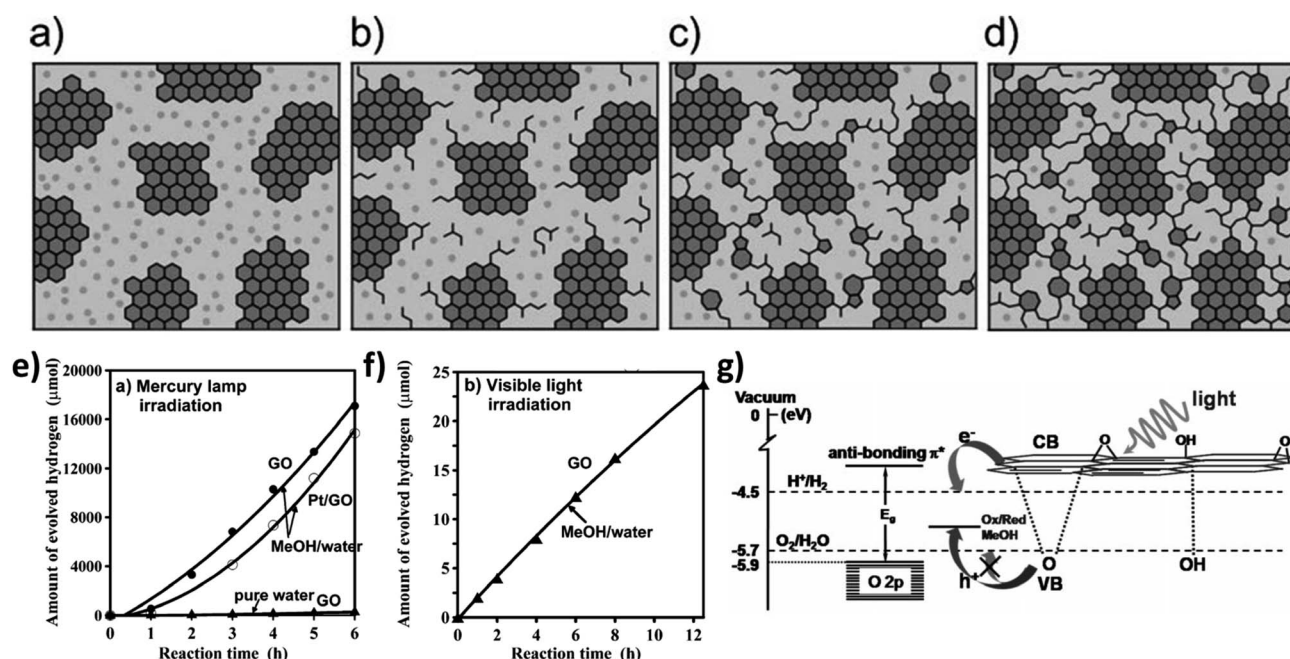 a)
b)
c)
d)
e)
a) Mercury lamp
irradiation
Amount of evolved hydrogen (μmol)
20000
16000
12000
8000
4000
0
GO
Pt/GO
MeOH/water
pure water
GO
0 1 2 3 4 5 6
Reaction time (h)
f)
b) Visible light
irradiation
Amount of evolved hydrogen (μmol)
25
20
15
10
5
0
GO
MeOH/water
0 2 4 6 8 10 12
Reaction time (h)
g)
Vacuum
0 (eV)
light
e-
CB
O
OH
O
anti-bonding π*
H+/H2
-4.5
Eg
Ox/Red
MeOH
O2/H2O
-5.7
-5.9
O 2p
h+
O
VB
OH